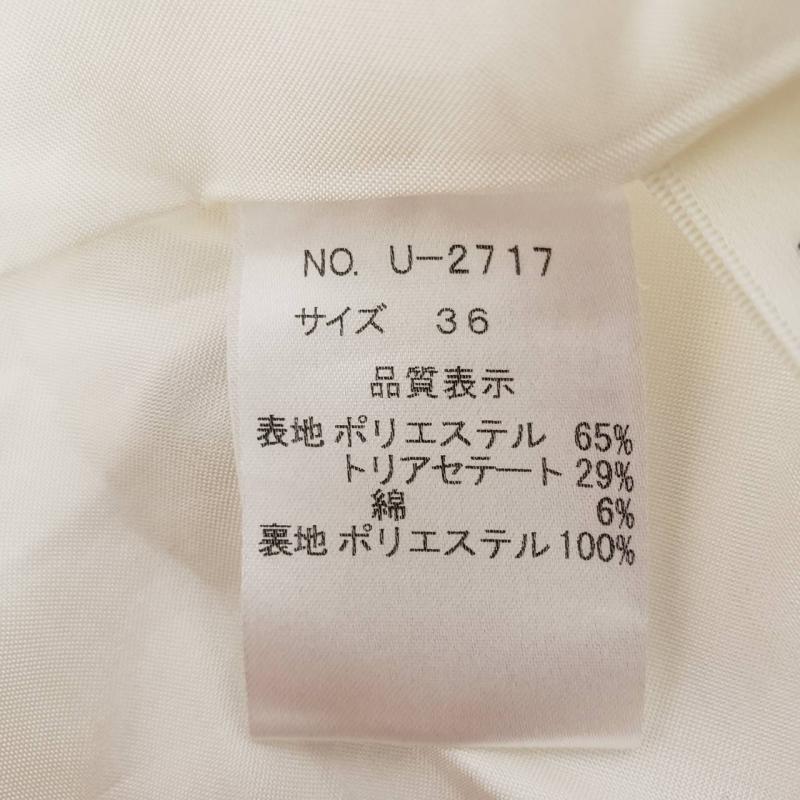 NO. U-2717
サイズ 36
品質表示
表地 ポリエステル 65%
トリアセテート 29%
綿 6%
裏地 ポリエステル 100%